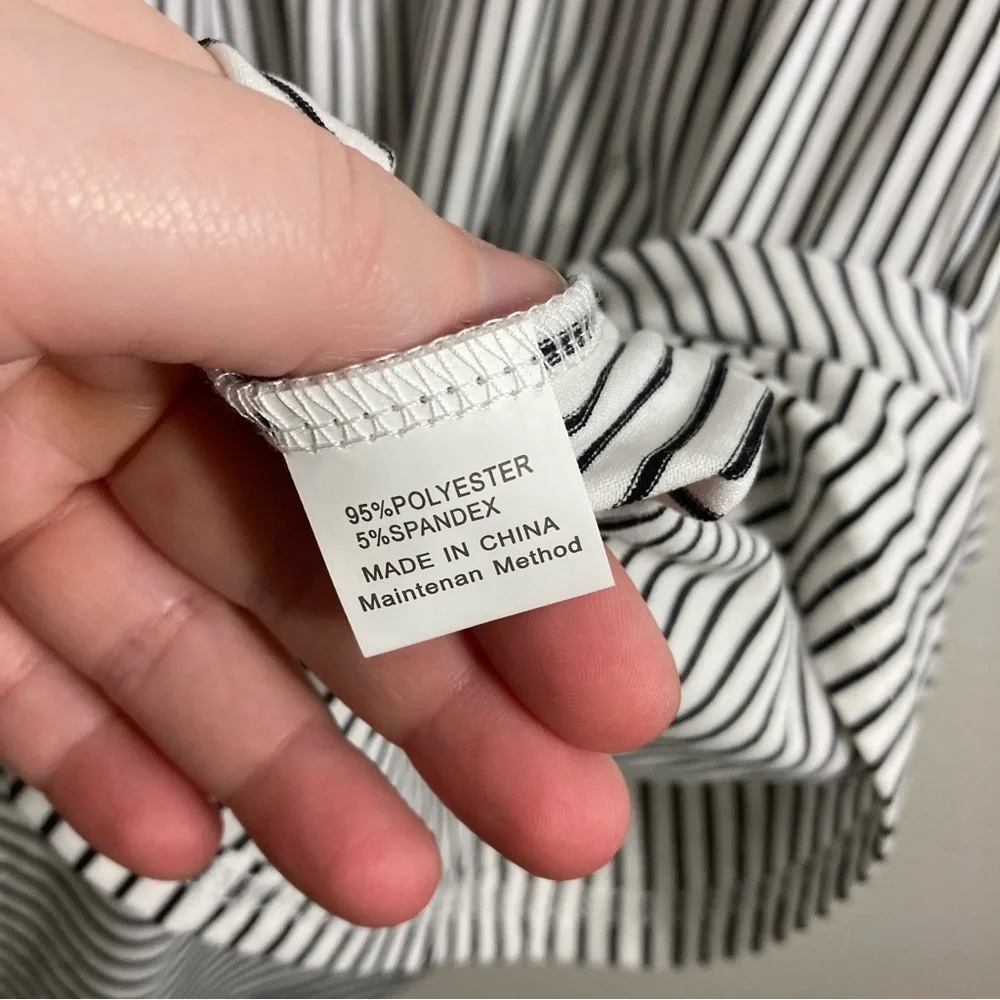 95%POLYESTER
5%SPANDEX
MADE IN CHINA
Maintenan Method